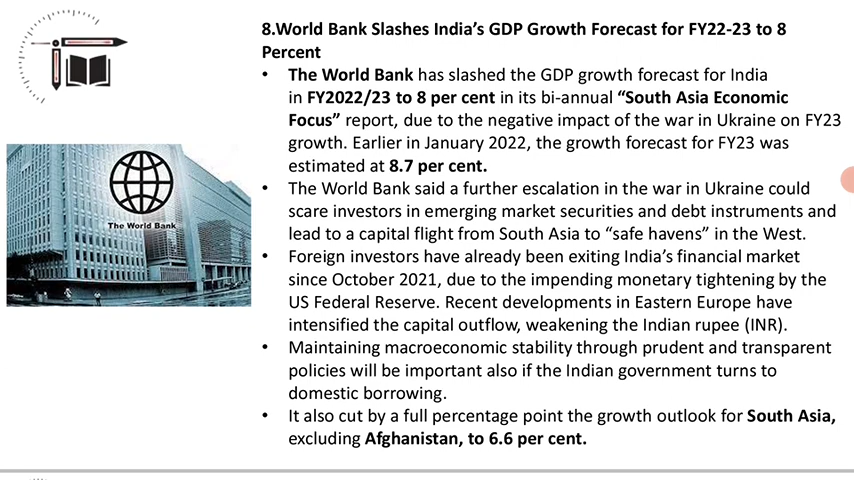 8.World Bank Slashes India’s GDP Growth Forecast for FY22-23 to 8
Percent
• The World Bank has slashed the GDP growth forecast for India
in FY2022/23 to 8 per cent in its bi-annual “South Asia Economic
Focus” report, due to the negative impact of the war in Ukraine on FY23
growth. Earlier in January 2022, the growth forecast for FY23 was
estimated at 8.7 per cent.
• The World Bank said a further escalation in the war in Ukraine could
scare investors in emerging market securities and debt instruments and
lead to a capital flight from South Asia to “safe havens” in the West.
• Foreign investors have already been exiting India’s financial market
since October 2021, due to the impending monetary tightening by the
US Federal Reserve. Recent developments in Eastern Europe have
intensified the capital outflow, weakening the Indian rupee (INR).
• Maintaining macroeconomic stability through prudent and transparent
policies will be important also if the Indian government turns to
domestic borrowing.
• It also cut by a full percentage point the growth outlook for South Asia,
excluding Afghanistan, to 6.6 per cent.
The World Bank